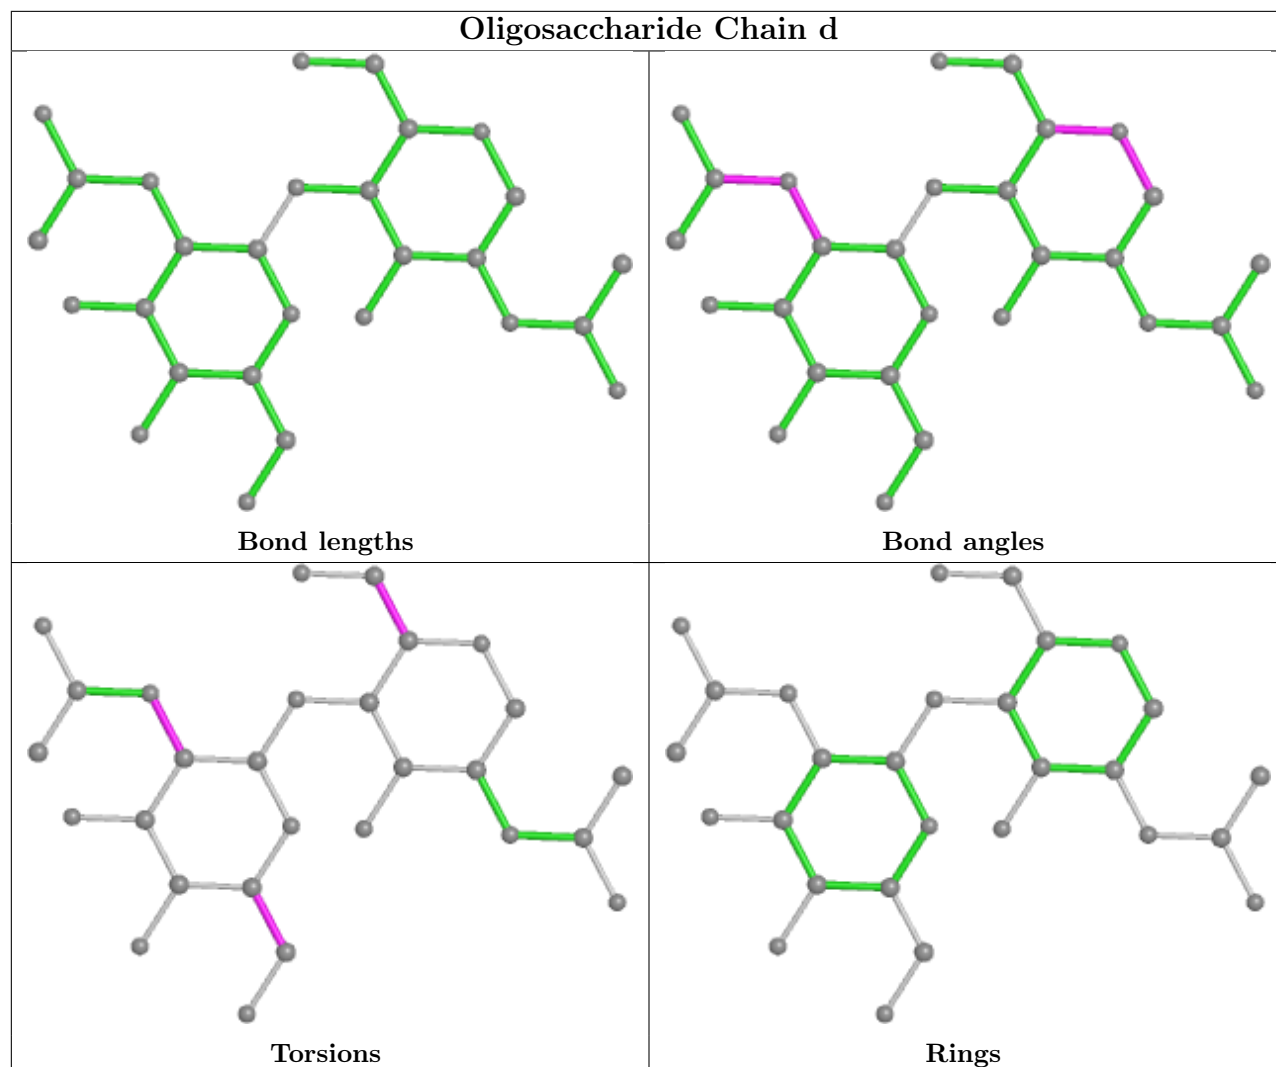 Oligosaccharide Chain d
Bond lengths
Bond angles
Torsions
Rings